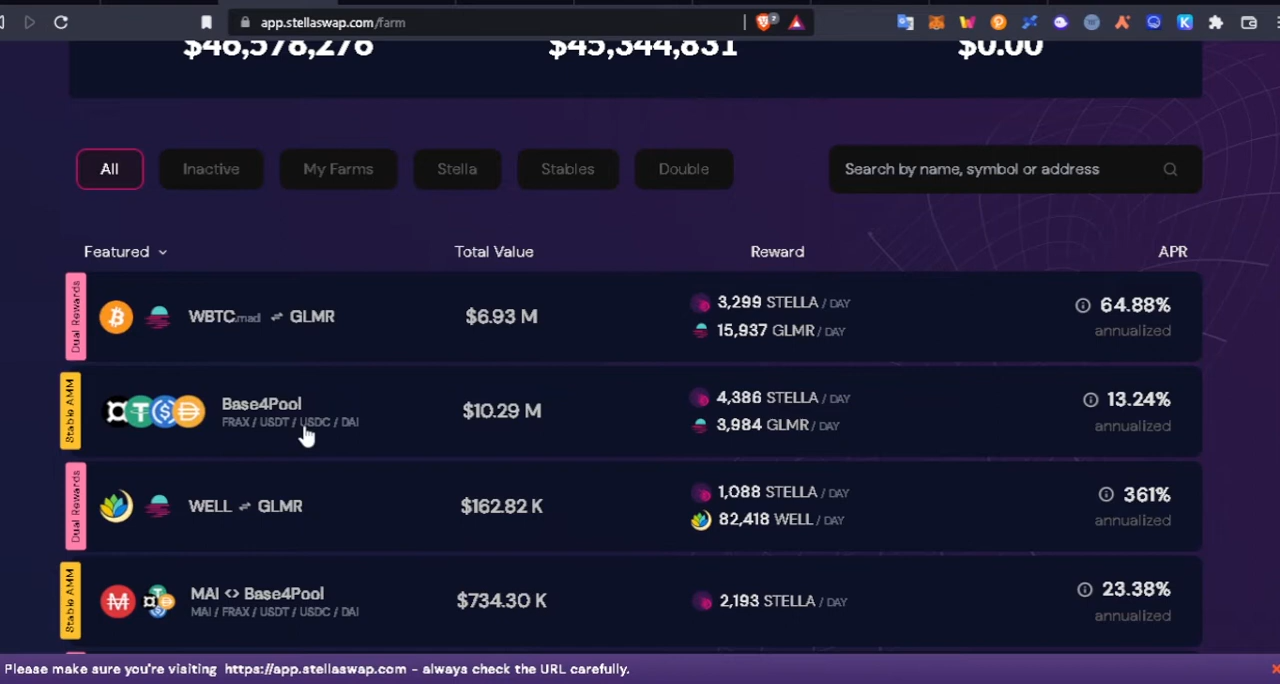 app.stellaswap.com/farm
2
$46,578,276 $45,344,831 $0.00
All Inactive My Farms Stella Stables Double Search by name, symbol or address
Featured Total Value Reward APR
Dual Rewards
WBTC.mad ⇌ GLMR $6.93 M
3,299 STELLA / DAY
15,937 GLMR / DAY
64.88%
annualized
Stable AMM
Base4Pool
FRAX / USDT / USDC / DAI
$10.29 M
4,386 STELLA / DAY
3,984 GLMR / DAY
13.24%
annualized
Dual Rewards
WELL ⇌ GLMR $162.82 K
1,088 STELLA / DAY
82,418 WELL / DAY
361%
annualized
Stable AMM
MAI <> Base4Pool
MAI / FRAX / USDT / USDC / DAI
$734.30 K
2,193 STELLA / DAY
23.38%
annualized
Please make sure you're visiting https://app.stellaswap.com - always check the URL carefully.